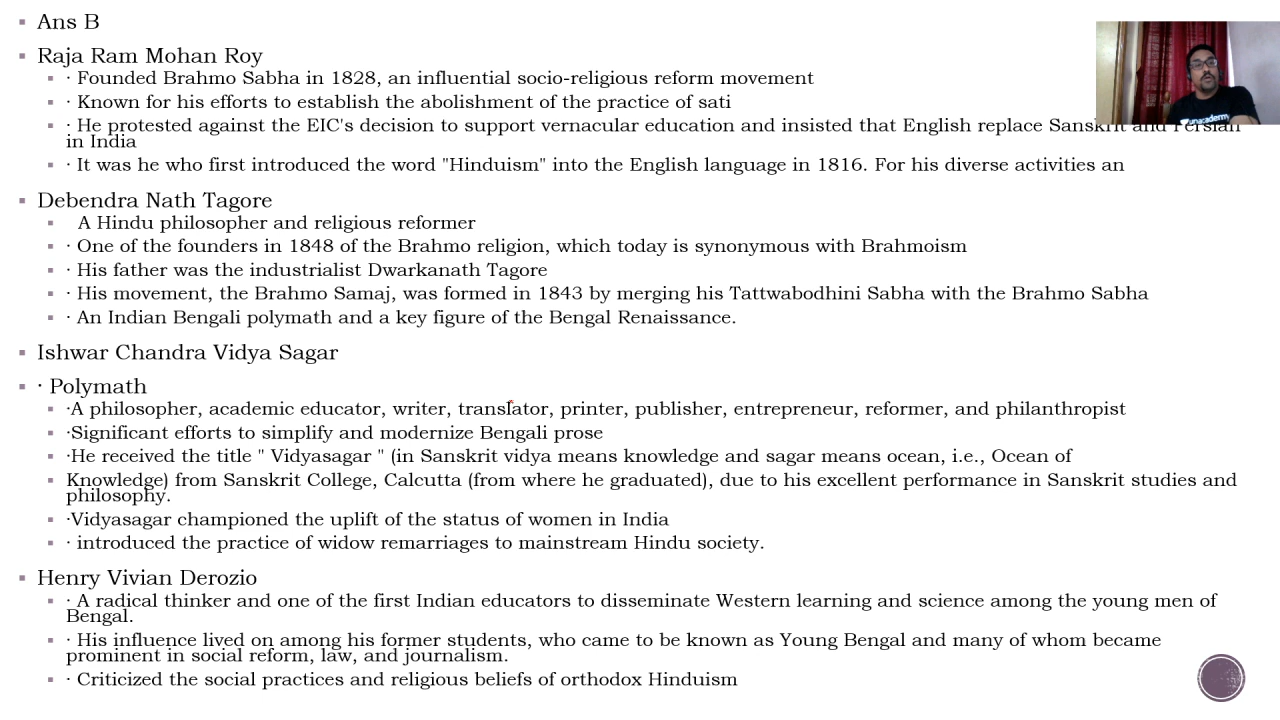 Ans B
Raja Ram Mohan Roy
· Founded Brahmo Sabha in 1828, an influential socio-religious reform movement
· Known for his efforts to establish the abolishment of the practice of sati
· He protested against the EIC's decision to support vernacular education and insisted that English replace Sanskrit and Persian
in India
· It was he who first introduced the word "Hinduism" into the English language in 1816. For his diverse activities an
Debendra Nath Tagore
A Hindu philosopher and religious reformer
· One of the founders in 1848 of the Brahmo religion, which today is synonymous with Brahmoism
· His father was the industrialist Dwarkanath Tagore
· His movement, the Brahmo Samaj, was formed in 1843 by merging his Tattwabodhini Sabha with the Brahmo Sabha
· An Indian Bengali polymath and a key figure of the Bengal Renaissance.
Ishwar Chandra Vidya Sagar
· Polymath
·A philosopher, academic educator, writer, translator, printer, publisher, entrepreneur, reformer, and philanthropist
·Significant efforts to simplify and modernize Bengali prose
·He received the title " Vidyasagar " (in Sanskrit vidya means knowledge and sagar means ocean, i.e., Ocean of
Knowledge) from Sanskrit College, Calcutta (from where he graduated), due to his excellent performance in Sanskrit studies and
philosophy.
·Vidyasagar championed the uplift of the status of women in India
· introduced the practice of widow remarriages to mainstream Hindu society.
Henry Vivian Derozio
· A radical thinker and one of the first Indian educators to disseminate Western learning and science among the young men of
Bengal.
· His influence lived on among his former students, who came to be known as Young Bengal and many of whom became
prominent in social reform, law, and journalism.
· Criticized the social practices and religious beliefs of orthodox Hinduism
unacademy